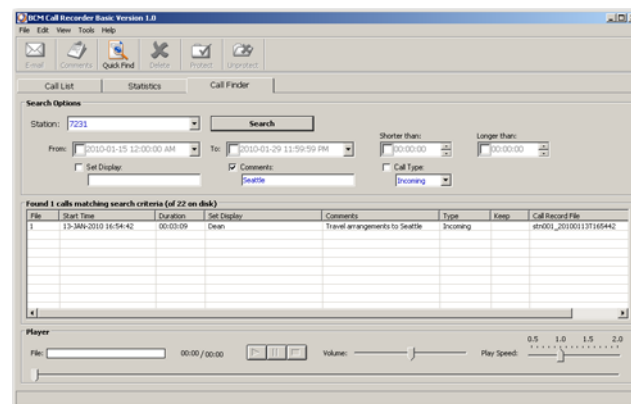 BCM Call Recorder Basic Version 1.0
File Edit View Tools Help
E-mail Comments Quick Find Delete Protect Unprotect
Call List Statistics Call Finder
Search Options
Station: 7231 Search
Shorter than: Longer than:
From: 2010-01-15 12:00:00 AM To: 2010-01-29 11:59:59 PM 00:00:00 00:00:00
Set Display: Comments: Call Type:
Seattle Incoming
Found 1 calls matching search criteria (of 22 on disk)
File Start Time Duration Set Display Comments Type Keep Call Record File
1 13-JAN-2010 16:54:42 00:03:09 Dean Travel arrangements to Seattle Incoming stn001_20100113T165442
Player
0.5 1.0 1.5 2.0
File: 00:00 / 00:00 Volume: Play Speed: